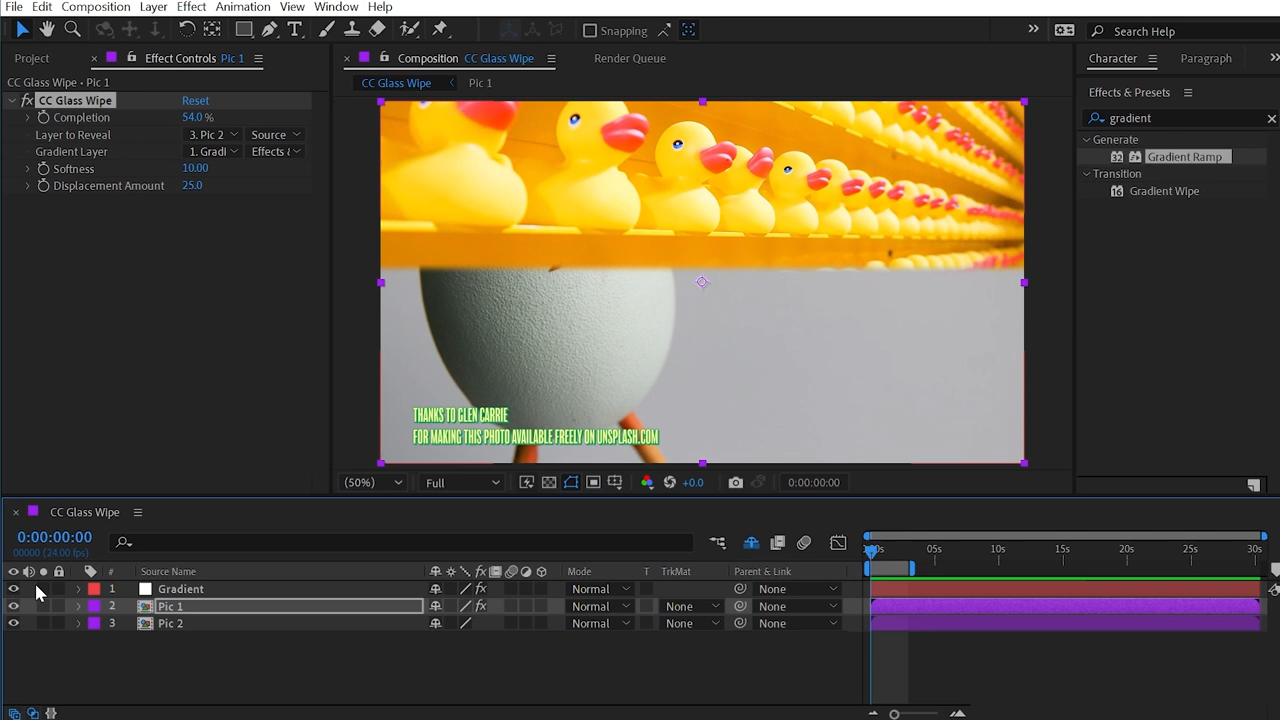 File Edit Composition Layer Effect Animation View Window Help
Snapping
Search Help
Project
Effect Controls Pic 1
Composition CC Glass Wipe
Render Queue
Character
Paragraph
CC Glass Wipe • Pic 1
CC Glass Wipe
Pic 1
Effects & Presets
fx CC Glass Wipe Reset
Completion 54.0 %
Layer to Reveal 3. Pic 2 Source
Gradient Layer 1. Gradi Effects &
Softness 10.00
Displacement Amount 25.0
gradient
Generate
Gradient Ramp
Transition
Gradient Wipe
THANKS TO GLEN CARRIE
FOR MAKING THIS PHOTO AVAILABLE FREELY ON UNSPLASH.COM
(50%) Full +0.0 0:00:00:00
CC Glass Wipe
0:00:00:00
00000 (24.00 fps)
:00s 05s 10s 15s 20s 25s 30s
# Source Name fx Mode T TrkMat Parent & Link
1 Gradient fx Normal None
2 Pic 1 fx Normal None None
3 Pic 2 Normal None None